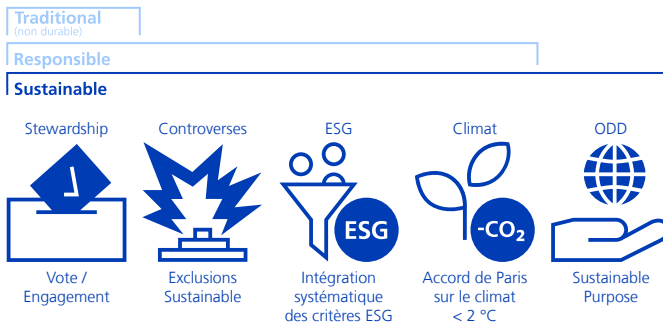 Traditional
(non durable)
Responsible
Sustainable
Stewardship
Controverses
ESG
Climat
ODD
ESG
-CO₂
Vote /
Engagement
Exclusions
Sustainable
Intégration
systématique
des critères ESG
Accord de Paris
sur le climat
< 2 °C
Sustainable
Purpose